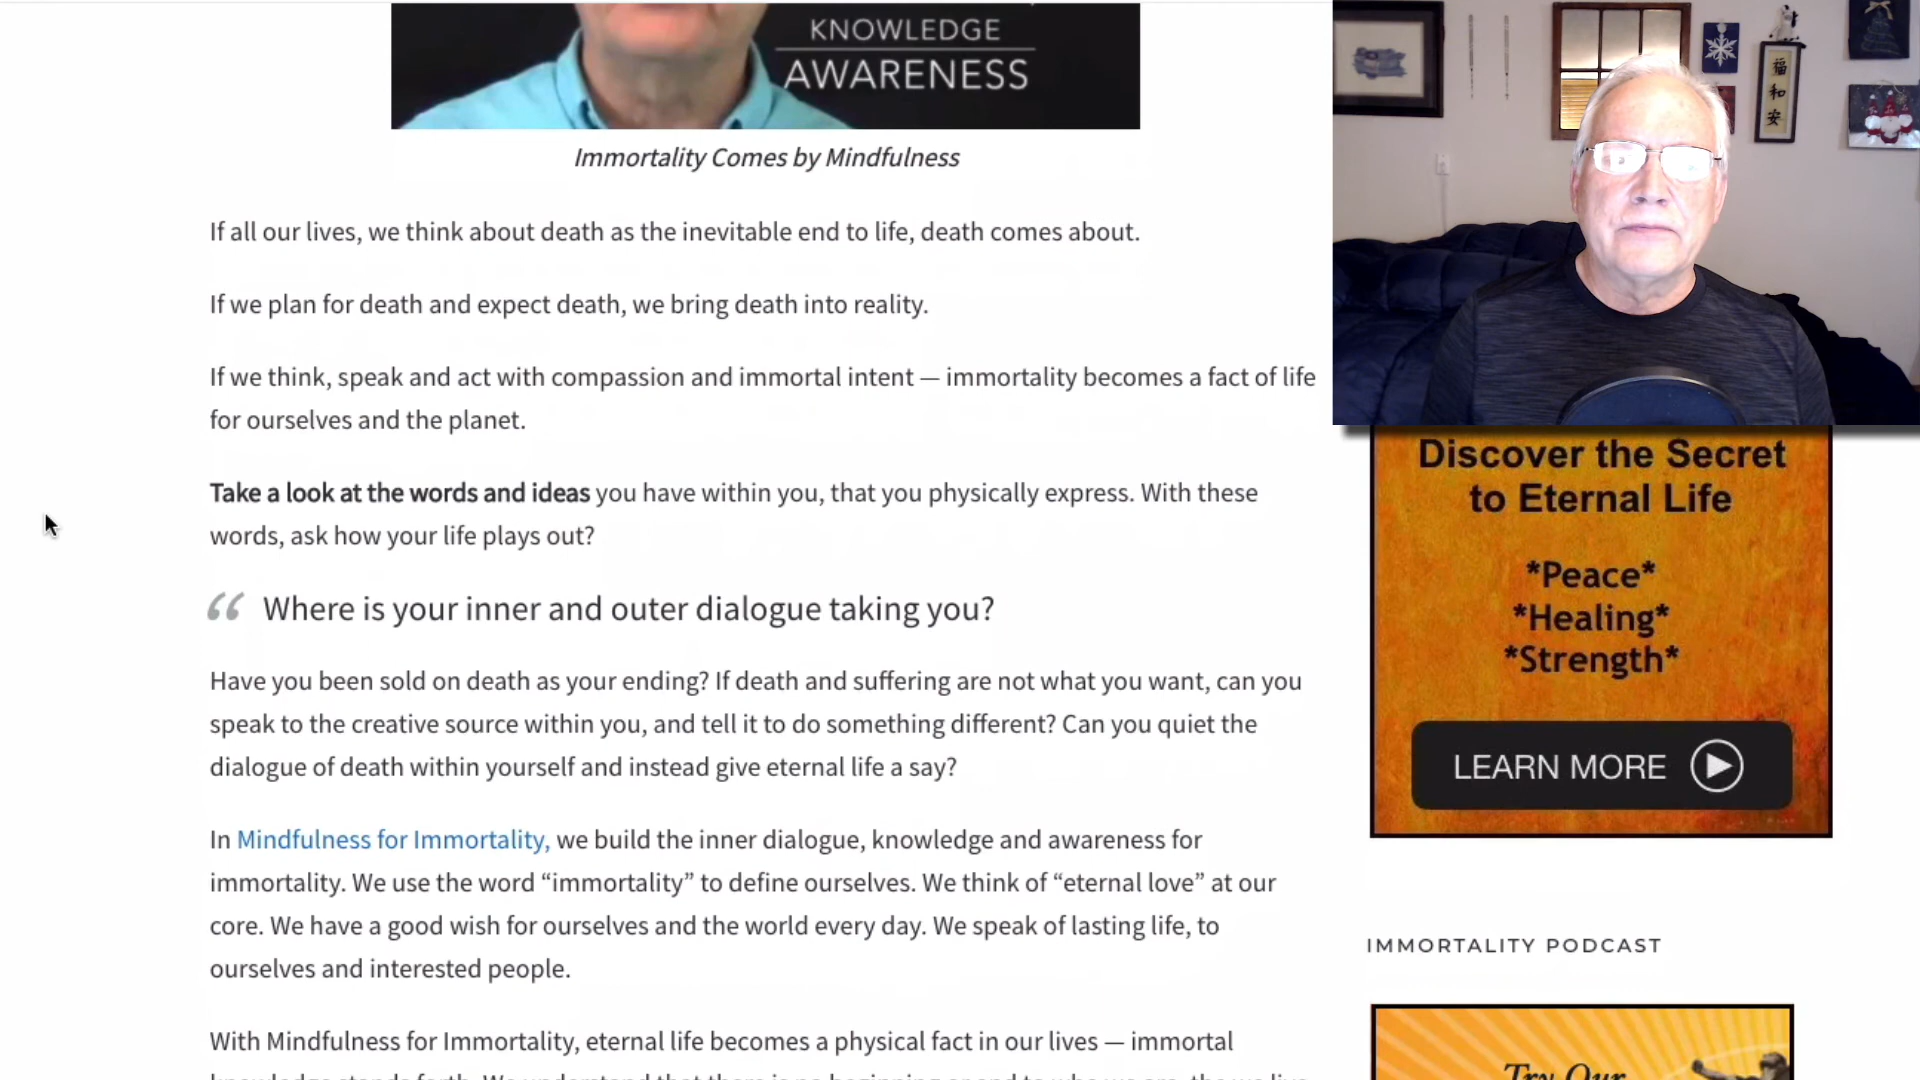 KNOWLEDGE
AWARENESS
Immortality Comes by Mindfulness
If all our lives, we think about death as the inevitable end to life, death comes about.
If we plan for death and expect death, we bring death into reality.
If we think, speak and act with compassion and immortal intent — immortality becomes a fact of life
for ourselves and the planet.
Take a look at the words and ideas you have within you, that you physically express. With these
words, ask how your life plays out?
“ Where is your inner and outer dialogue taking you?
Have you been sold on death as your ending? If death and suffering are not what you want, can you
speak to the creative source within you, and tell it to do something different? Can you quiet the
dialogue of death within yourself and instead give eternal life a say?
In Mindfulness for Immortality, we build the inner dialogue, knowledge and awareness for
immortality. We use the word “immortality” to define ourselves. We think of “eternal love” at our
core. We have a good wish for ourselves and the world every day. We speak of lasting life, to
ourselves and interested people.
With Mindfulness for Immortality, eternal life becomes a physical fact in our lives — immortal
福
和
安
Discover the Secret
to Eternal Life
*Peace*
*Healing*
*Strength*
LEARN MORE
IMMORTALITY PODCAST
Try Our